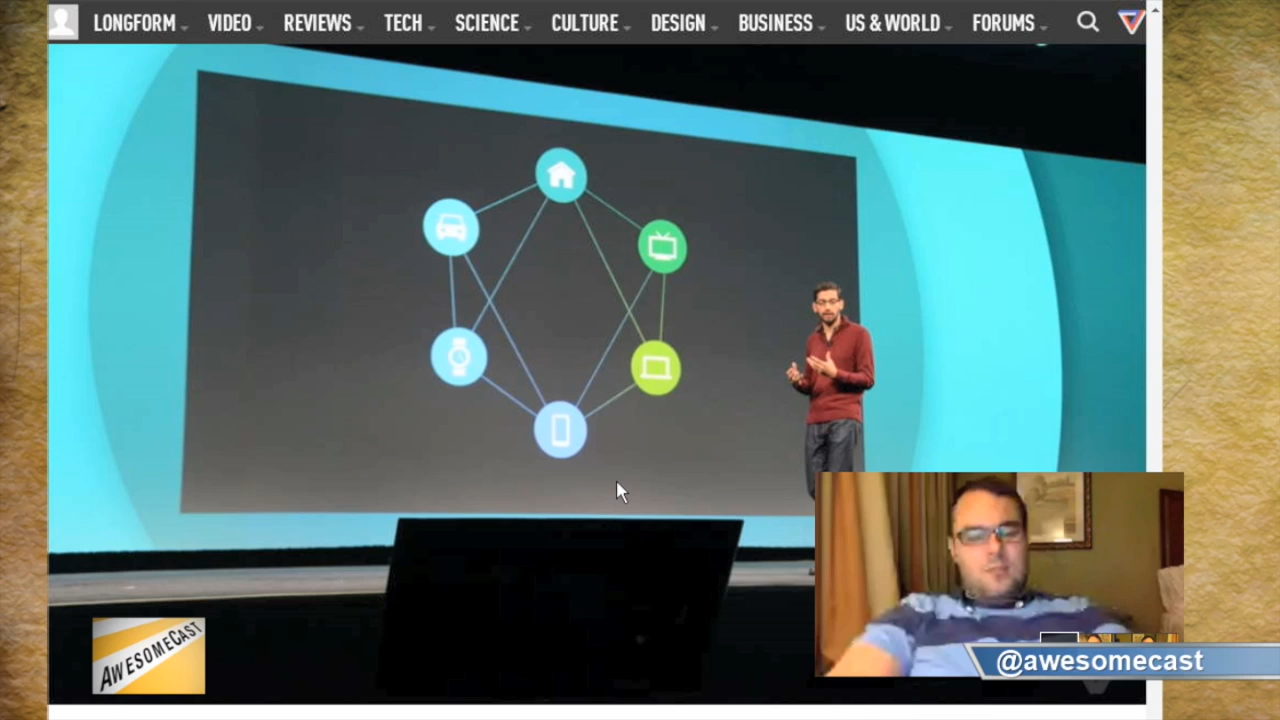 LONGFORM VIDEO REVIEWS TECH SCIENCE CULTURE DESIGN BUSINESS US & WORLD FORUMS
AWESOMECAST
@awesomecast